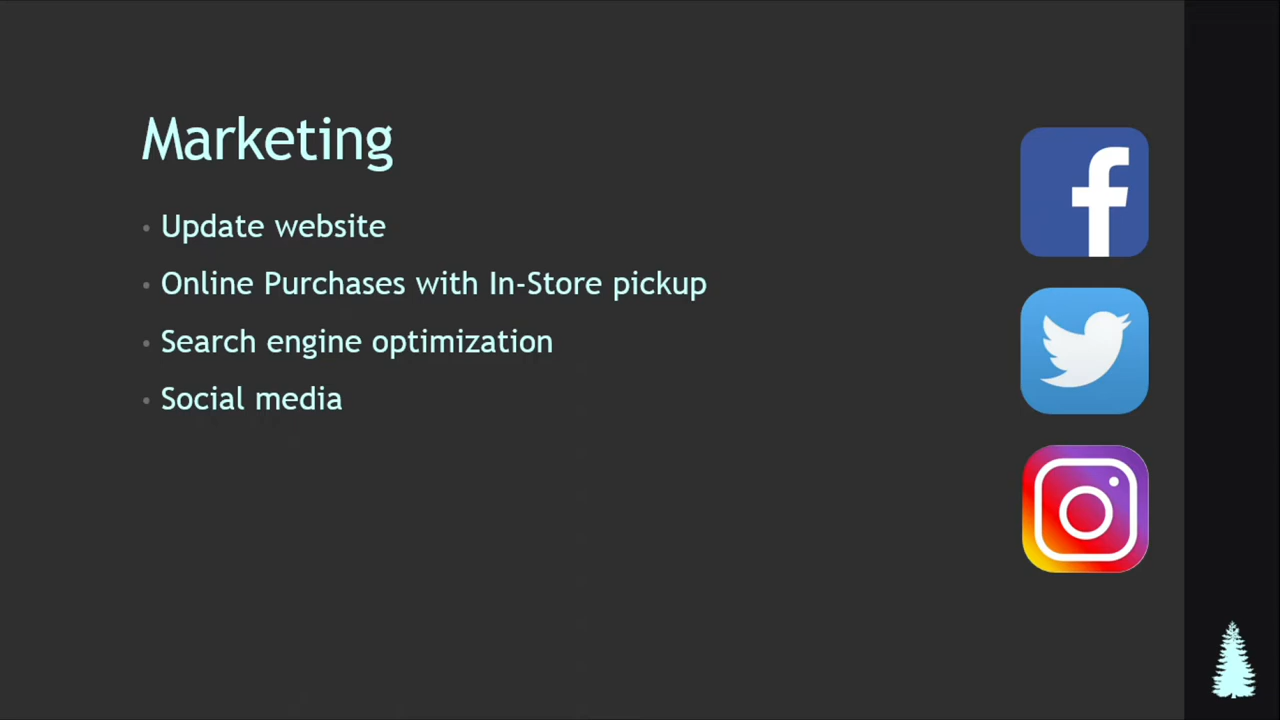 Marketing
• Update website
• Online Purchases with In-Store pickup
• Search engine optimization
• Social media